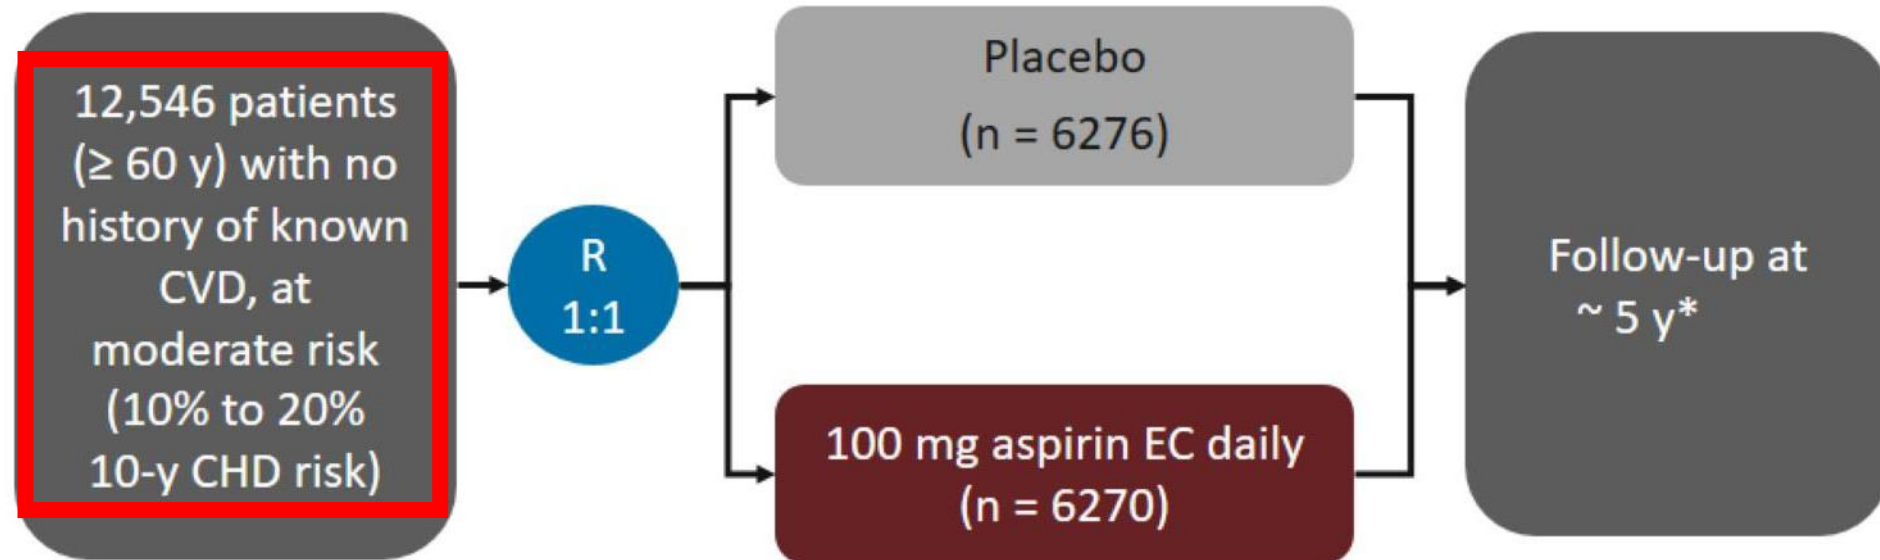 12,546 patients
(≥ 60 y) with no
history of known
CVD, at
moderate risk
(10% to 20%
10-y CHD risk)
R
1:1
Placebo
(n = 6276)
100 mg aspirin EC daily
(n = 6270)
Follow-up at
~ 5 y*